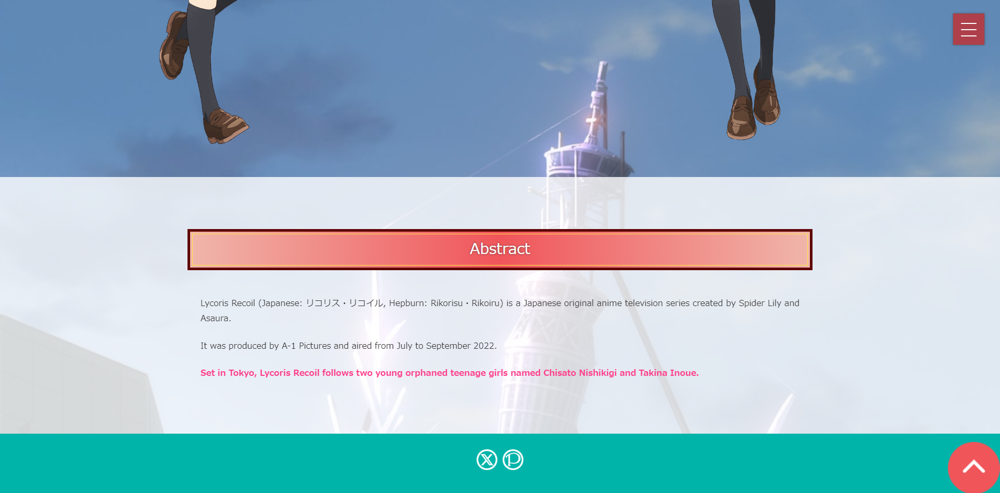 Abstract
Lycoris Recoil (Japanese: リコリス・リコイル, Hepburn: Rikorisu・Rikoiru) is a Japanese original anime television series created by Spider Lily and
Asaura.
It was produced by A-1 Pictures and aired from July to September 2022.
Set in Tokyo, Lycoris Recoil follows two young orphaned teenage girls named Chisato Nishikigi and Takina Inoue.